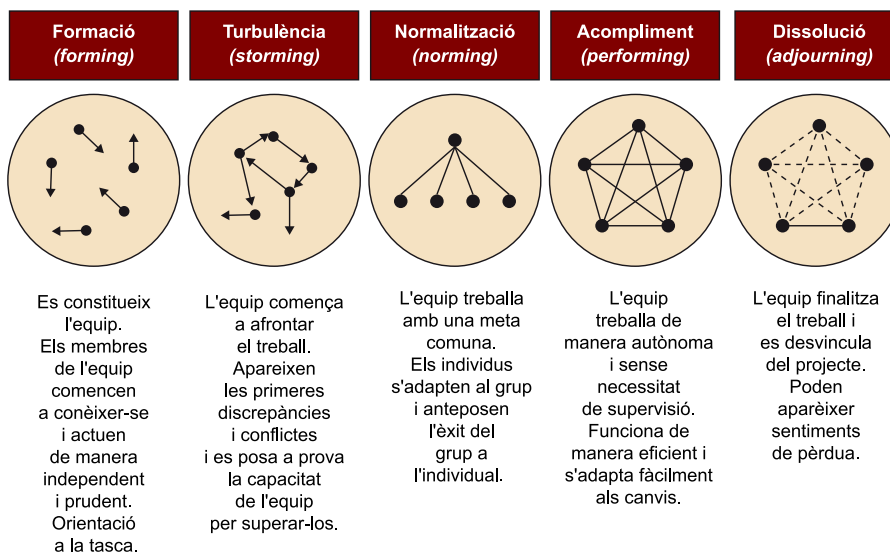 Formació
(forming)
Es constitueix
l'equip.
Els membres
de l'equip
comencen
a conèixer-se
i actuen
de manera
independent
i prudent.
Orientació
a la tasca.
Turbulència
(storming)
L'equip comença
a afrontar
el treball.
Apareixen
les primeres
discrepàncies
i conflictes
i es posa a prova
la capacitat
de l'equip
per superar-los.
Normalització
(norming)
L'equip treballa
amb una meta
comuna.
Els individus
s'adapten al grup
i anteposen
l'èxit del
grup a
l'individual.
Acompliment
(performing)
L'equip
treballa de
manera autònoma
i sense
necessitat
de supervisió.
Funciona de
manera eficient i
s'adapta fàcilment
als canvis.
Dissolució
(adjourning)
L'equip finalitza
el treball i
es desvincula
del projecte.
Poden
aparèixer
sentiments
de pèrdua.